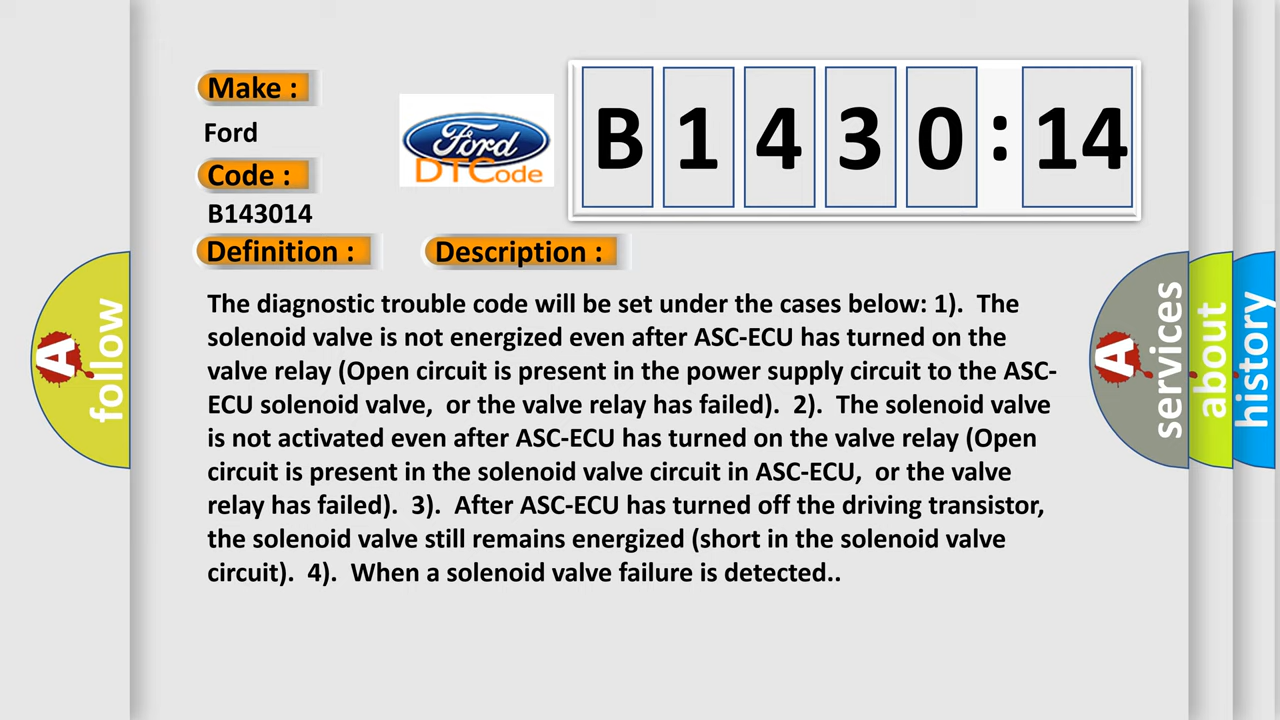 Make :
Ford
Code :
B143014
Ford
DTCode
B1430:14
Definition :
Description :
The diagnostic trouble code will be set under the cases below: 1). The
solenoid valve is not energized even after ASC-ECU has turned on the
valve relay (Open circuit is present in the power supply circuit to the ASC-
ECU solenoid valve, or the valve relay has failed). 2). The solenoid valve
is not activated even after ASC-ECU has turned on the valve relay (Open
circuit is present in the solenoid valve circuit in ASC-ECU, or the valve
relay has failed). 3). After ASC-ECU has turned off the driving transistor,
the solenoid valve still remains energized (short in the solenoid valve
circuit). 4). When a solenoid valve failure is detected..
A
follow
A
services
about
history